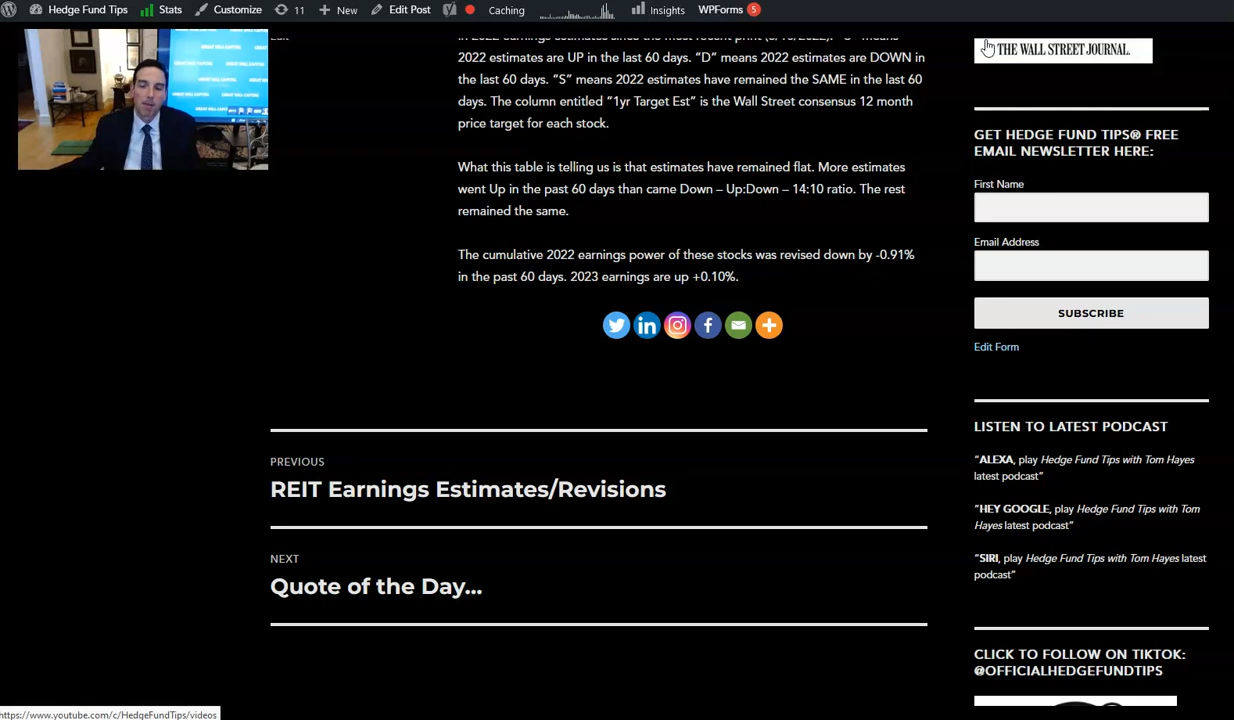 Hedge Fund Tips
Stats
Customize
11
New
Edit Post
Caching
Insights
WPForms
5
2022 estimates are UP in the last 60 days. “D” means 2022 estimates are DOWN in
the last 60 days. “S” means 2022 estimates have remained the SAME in the last 60
days. The column entitled “1yr Target Est” is the Wall Street consensus 12 month
price target for each stock.
What this table is telling us is that estimates have remained flat. More estimates
went Up in the past 60 days than came Down – Up:Down – 14:10 ratio. The rest
remained the same.
The cumulative 2022 earnings power of these stocks was revised down by -0.91%
in the past 60 days. 2023 earnings are up +0.10%.
PREVIOUS
REIT Earnings Estimates/Revisions
NEXT
Quote of the Day...
THE WALL STREET JOURNAL.
GET HEDGE FUND TIPS® FREE
EMAIL NEWSLETTER HERE:
First Name
Email Address
SUBSCRIBE
Edit Form
LISTEN TO LATEST PODCAST
“ALEXA, play Hedge Fund Tips with Tom Hayes
latest podcast”
“HEY GOOGLE, play Hedge Fund Tips with Tom
Hayes latest podcast”
“SIRI, play Hedge Fund Tips with Tom Hayes latest
podcast”
CLICK TO FOLLOW ON TIKTOK:
@OFFICIALHEDGEFUNDTIPS
https://www.youtube.com/c/HedgeFundTips/videos